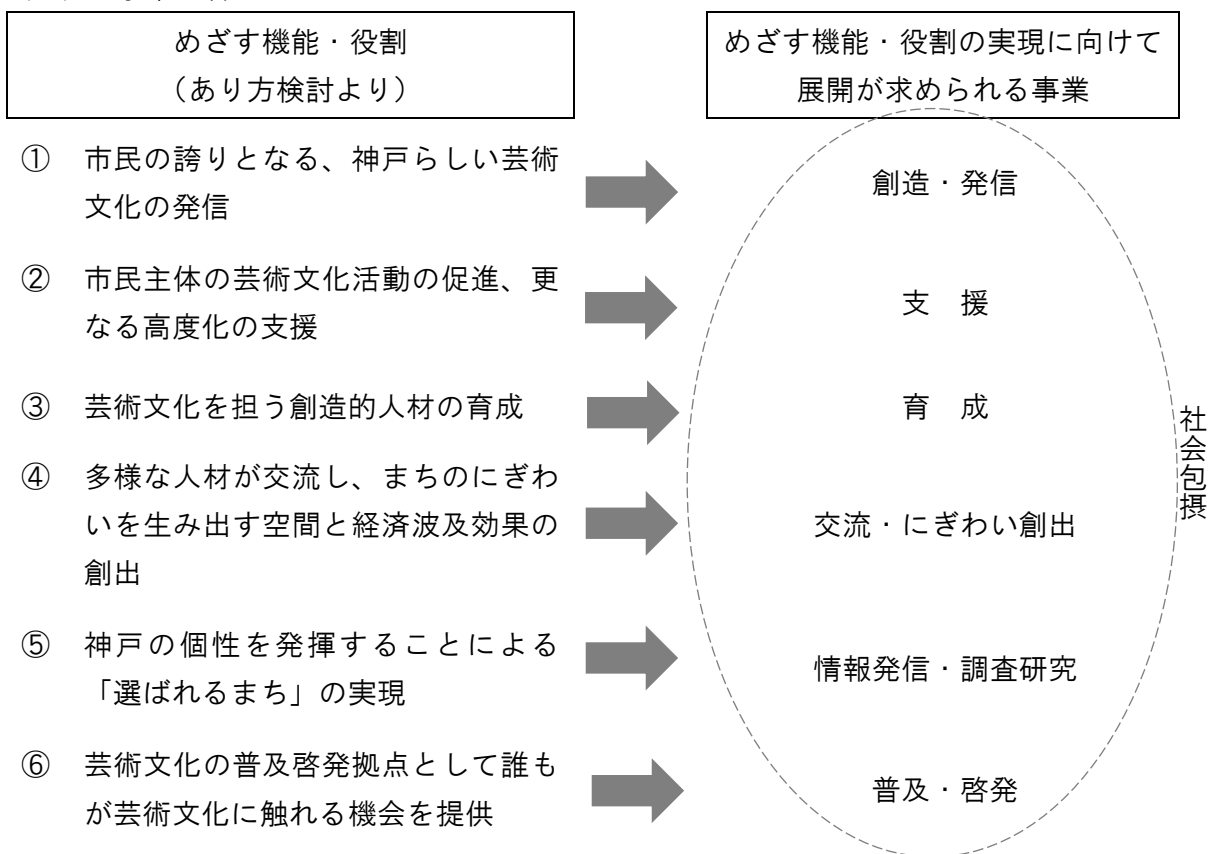 めざす機能・役割
（あり方検討より）
めざす機能・役割の実現に向けて
展開が求められる事業
① 市民の誇りとなる、神戸らしい芸術
文化の発信
創造・発信
② 市民主体の芸術文化活動の促進、更
なる高度化の支援
支 援
③ 芸術文化を担う創造的人材の育成
育 成
④ 多様な人材が交流し、まちのにぎわ
いを生み出す空間と経済波及効果の
創出
交流・にぎわい創出
⑤ 神戸の個性を発揮することによる
「選ばれるまち」の実現
情報発信・調査研究
⑥ 芸術文化の普及啓発拠点として誰も
が芸術文化に触れる機会を提供
普及・啓発
社会包摂